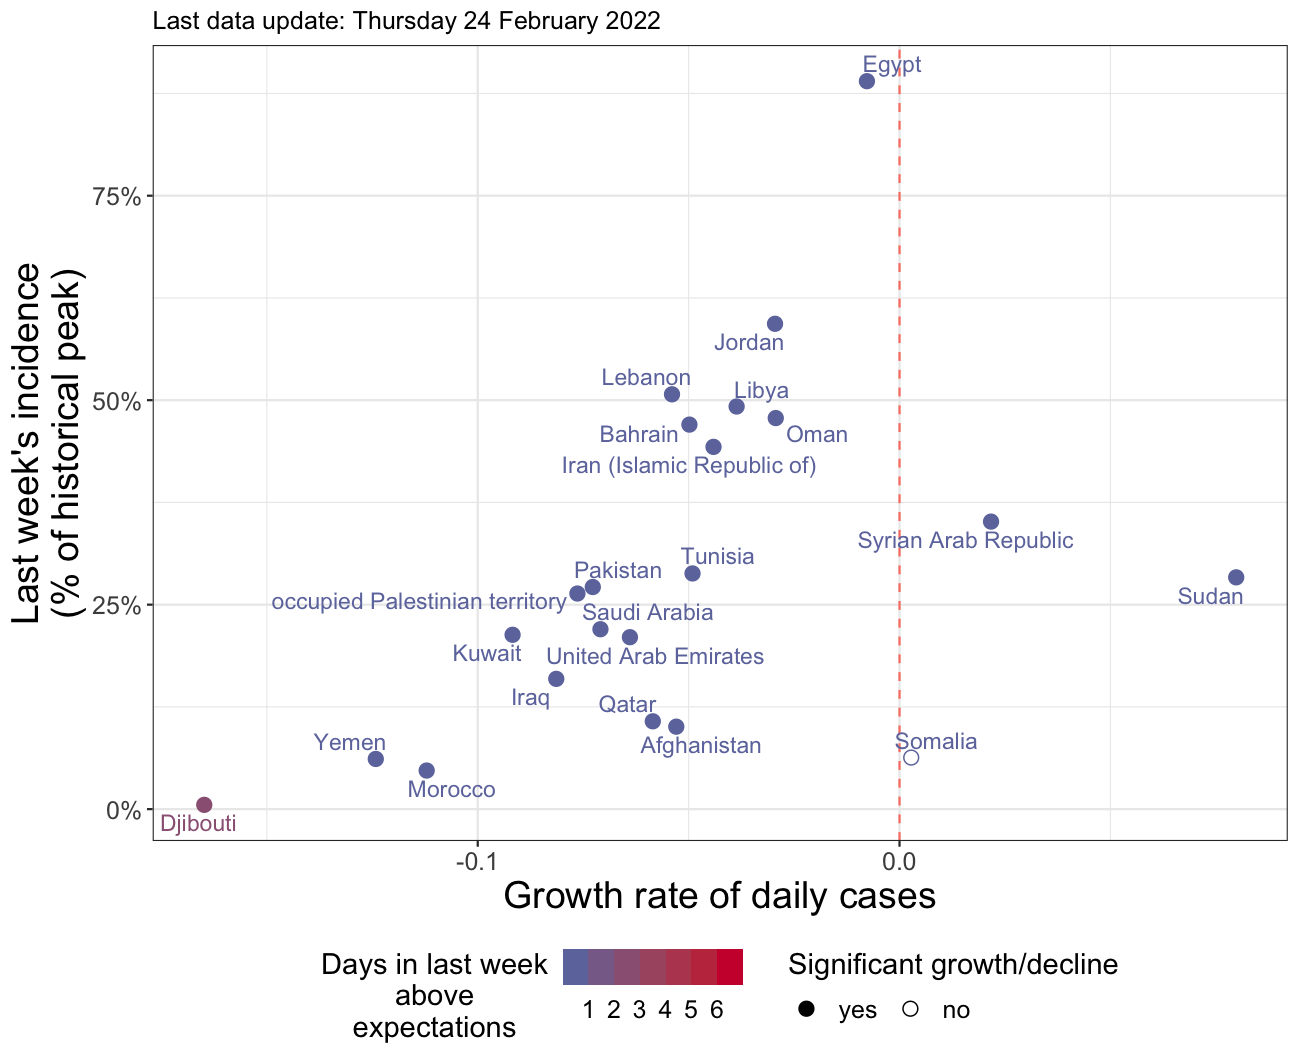 Last data update: Thursday 24 February 2022
Last week's incidence
(% of historical peak)
75%
50%
25%
0%
Egypt
Jordan
Lebanon
Libya
Bahrain
Oman
Iran (Islamic Republic of)
Syrian Arab Republic
Tunisia
Pakistan
Sudan
occupied Palestinian territory
Saudi Arabia
Kuwait
United Arab Emirates
Iraq
Qatar
Yemen
Somalia
Afghanistan
Morocco
Djibouti
-0.1
0.0
Growth rate of daily cases
Days in last week
above
expectations
1 2 3 4 5 6
Significant growth/decline
yes
no